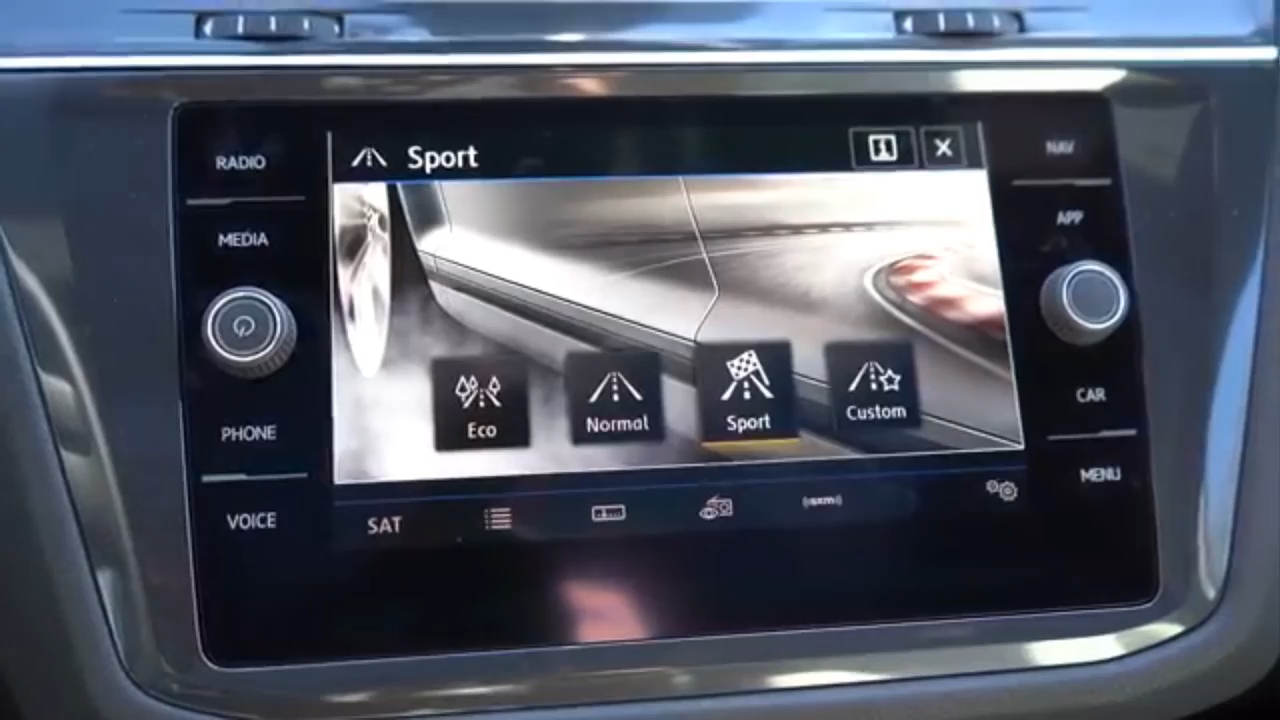 RADIO
MEDIA
PHONE
VOICE
Sport
Eco
Normal
Sport
Custom
SAT
sxm
NAV
APP
CAR
MENU